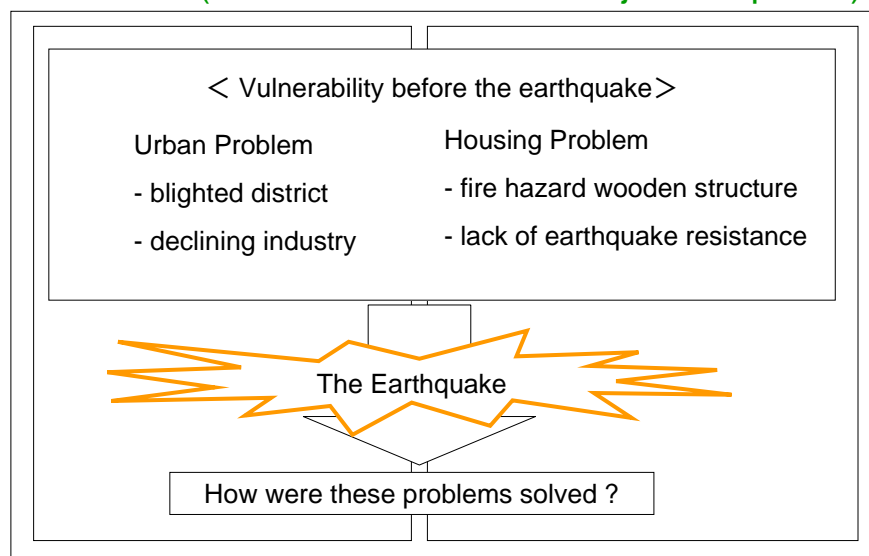 < Vulnerability before the earthquake>
Urban Problem
- blighted district
- declining industry
Housing Problem
- fire hazard wooden structure
- lack of earthquake resistance
The Earthquake
How were these problems solved ?